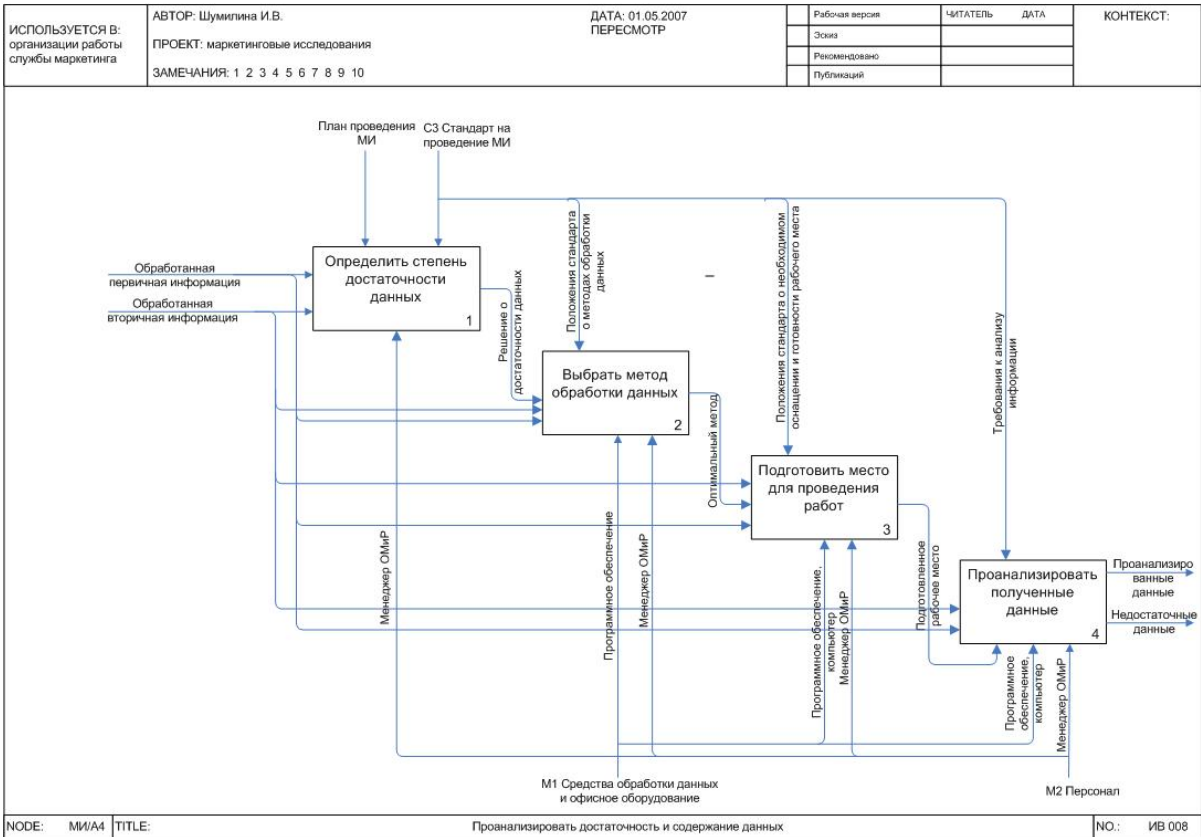 ИСПОЛЬЗУЕТСЯ В:
организации работы
службы маркетинга
АВТОР: Шумилина И.В.
ДАТА: 01.05.2007
ПЕРЕСМОТР
ПРОЕКТ: маркетинговые исследования
ЗАМЕЧАНИЯ: 1 2 3 4 5 6 7 8 9 10
Рабочая версия
Эскиз
Рекомендовано
Публикаций
ЧИТАТЕЛЬ ДАТА
КОНТЕКСТ:
План проведения
МИ
С3 Стандарт на
проведение МИ
Обработанная
первичная информация
Обработанная
вторичная информация
Определить степень
достаточности
данных
1
Решение о
достаточности данных
Положения стандарта
о методах обработки
данных
Положения стандарта о необходимом
оснащении и готовности рабочего места
Требования к анализу
информации
Выбрать метод
обработки данных
2
Оптимальный метод
Подготовить место
для проведения
работ
3
Подготовленное
рабочее место
Проанализировать
полученные
данные
4
Проанализиро
ванные
данные
Недостаточные
данные
Менеджер ОМиР
Программное обеспечение
Менеджер ОМиР
Программное обеспечение,
компьютер
Менеджер ОМиР
Программное
обеспечение,
компьютер
Менеджер ОМиР
М1 Средства обработки данных
и офисное оборудование
М2 Персонал
NODE: МИ/А4
TITLE: Проанализировать достаточность и содержание данных
NO.: ИВ 008